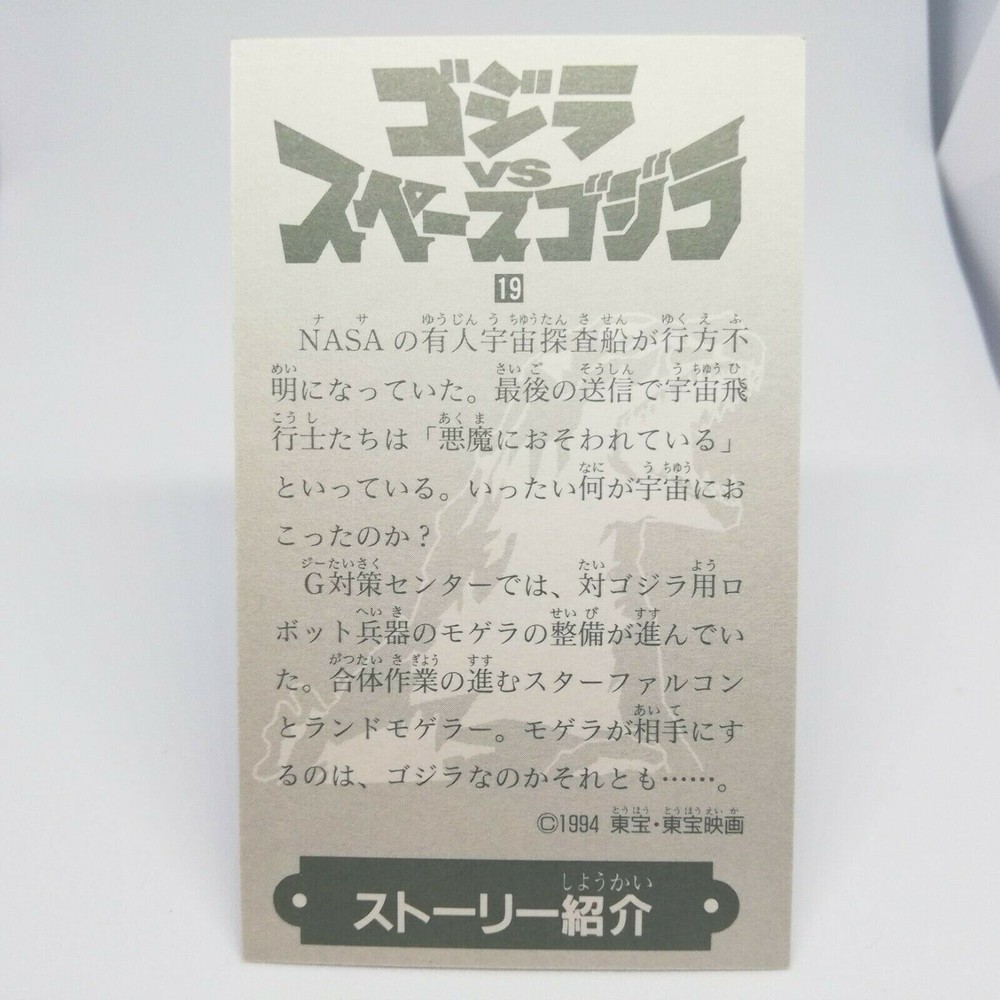 ゴジラ
VS
スペースゴジラ
19
NASAの有人宇宙探査船が行方不
明になっていた。最後の送信で宇宙飛
行士たちは「悪魔におそわれている」
といっている。いったい何が宇宙にお
こったのか?
G対策センターでは、対ゴジラ用ロ
ボット兵器のモゲラの整備が進んでい
た。合体作業の進むスターファルコン
とランドモゲラー。モゲラが相手にす
るのは、ゴジラなのかそれとも……。
©1994 東宝・東宝映画
ストーリー紹介